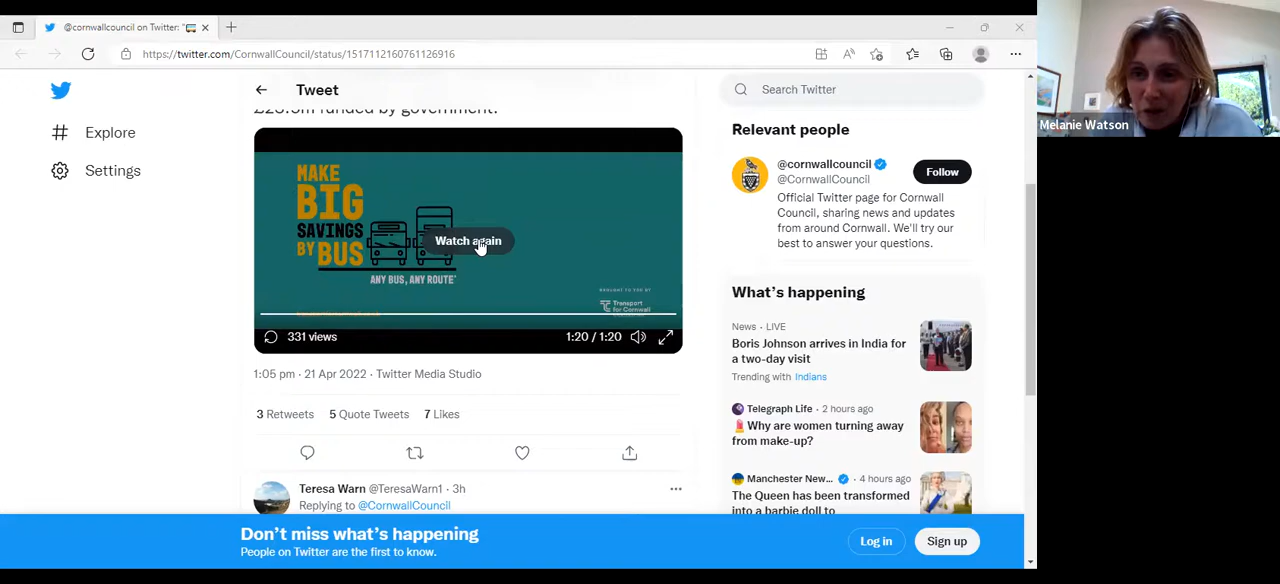 @cornwallcouncil on Twitter: "
https://twitter.com/CornwallCouncil/status/1517112160761126916
Melanie Watson
Explore
Settings
Tweet
funded by government.
MAKE
BIG
SAVINGS
BY BUS
ANY BUS, ANY ROUTE*
Watch again
BROUGHT TO YOU BY
Transport
for Cornwall
331 views
1:20 / 1:20
1:05 pm · 21 Apr 2022 · Twitter Media Studio
3 Retweets 5 Quote Tweets 7 Likes
Teresa Warn @TeresaWarn1 · 3h
Replying to @CornwallCouncil
Search Twitter
Relevant people
@cornwallcouncil
@CornwallCouncil
Follow
Official Twitter page for Cornwall
Council, sharing news and updates
from around Cornwall. We'll try our
best to answer your questions.
What's happening
News · LIVE
Boris Johnson arrives in India for
a two-day visit
Trending with Indians
Telegraph Life · 2 hours ago
Why are women turning away
from make-up?
Manchester New... · 4 hours ago
The Queen has been transformed
into a barbie doll to
Don't miss what's happening
People on Twitter are the first to know.
Log in
Sign up